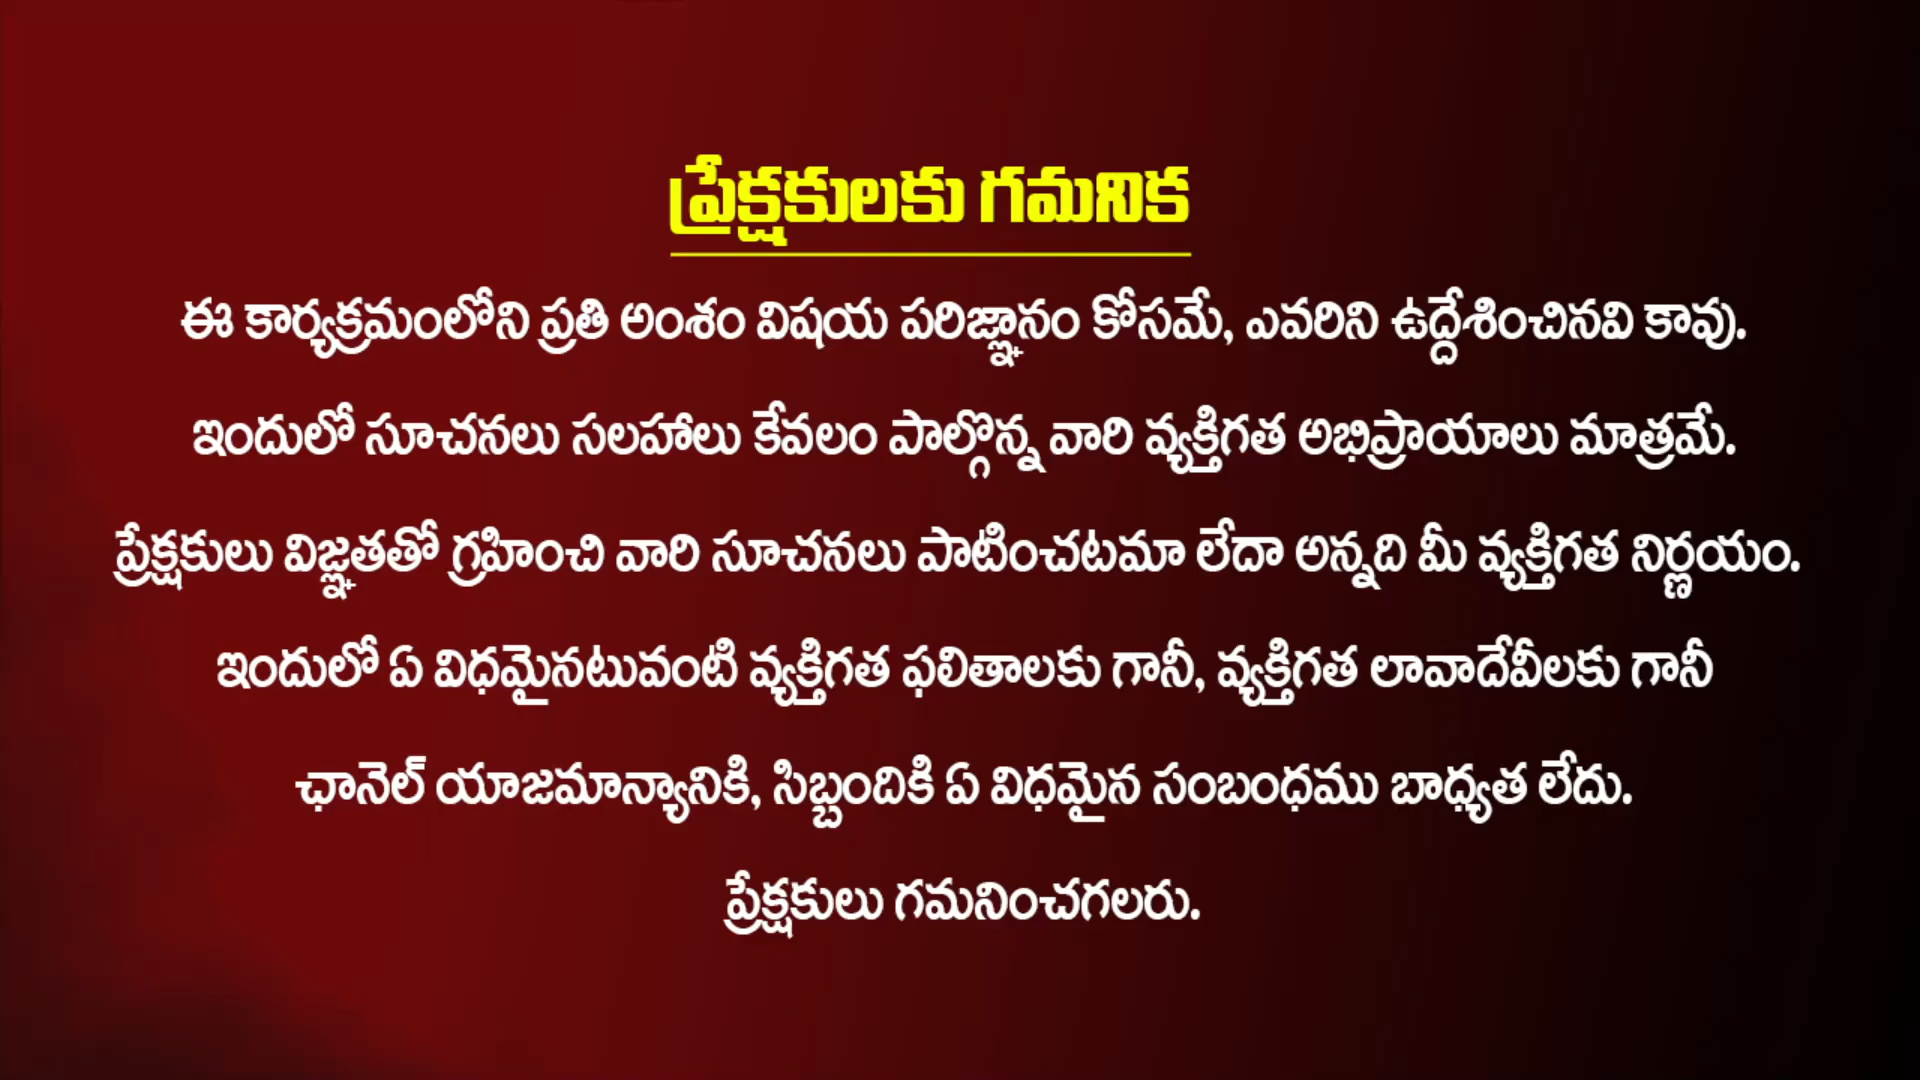 ప్రేక్షకులకు గమనిక
ఈ కార్యక్రమంలోని ప్రతి అంశం విషయ పరిజ్ఞానం కోసమే, ఎవరిని ఉద్దేశించినవి కావు.
ఇందులో సూచనలు సలహాలు కేవలం పాల్గొన్న వారి వ్యక్తిగత అభిప్రాయాలు మాత్రమే.
ప్రేక్షకులు విజ్ఞతతో గ్రహించి వారి సూచనలు పాటించటమా లేదా అన్నది మీ వ్యక్తిగత నిర్ణయం.
ఇందులో ఏ విధమైనటువంటి వ్యక్తిగత ఫలితాలకు గానీ, వ్యక్తిగత లావాదేవీలకు గానీ
ఛానెల్ యాజమాన్యానికి, సిబ్బందికి ఏ విధమైన సంబంధము బాధ్యత లేదు.
ప్రేక్షకులు గమనించగలరు.